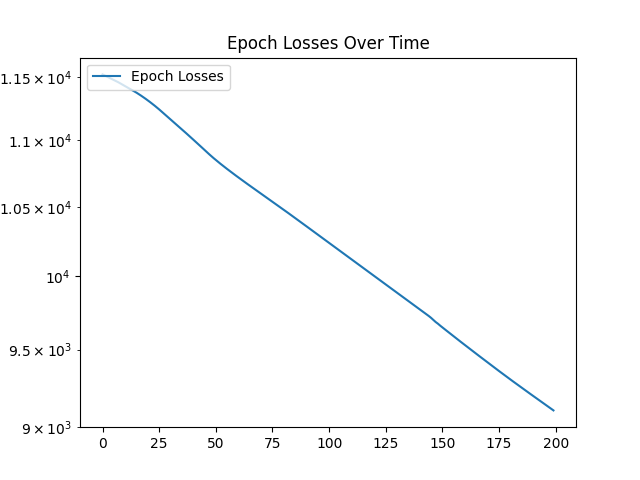 Epoch Losses Over Time
Epoch Losses
1.15 × 10⁴
1.1 × 10⁴
1.05 × 10⁴
10⁴
9.5 × 10³
9 × 10³
0 25 50 75 100 125 150 175 200